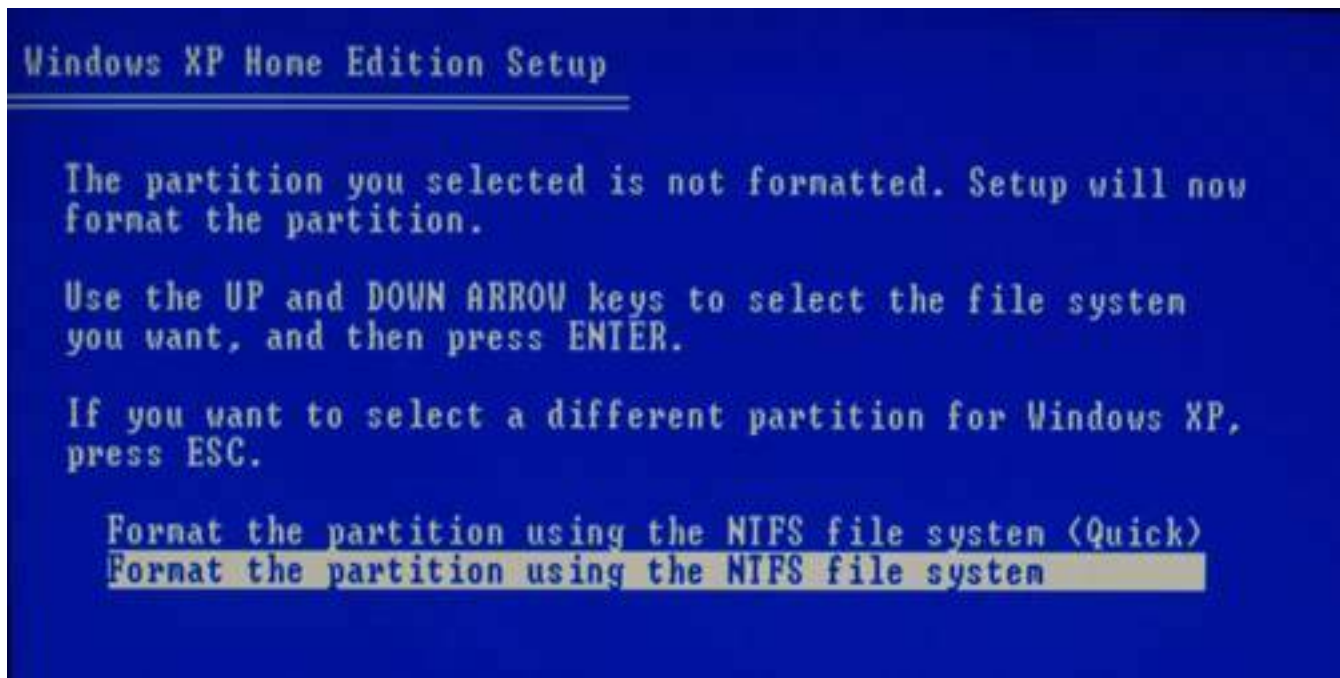 Windows XP Home Edition Setup
The partition you selected is not formatted. Setup will now
format the partition.
Use the UP and DOWN ARROW keys to select the file system
you want, and then press ENTER.
If you want to select a different partition for Windows XP,
press ESC.
Format the partition using the NTFS file system (Quick)
Format the partition using the NTFS file system